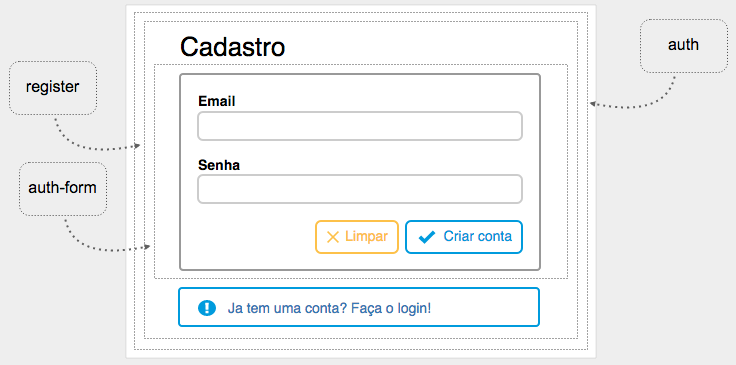 Cadastro
auth
register
Email
Senha
auth-form
Limpar
Criar conta
Ja tem uma conta? Faça o login!